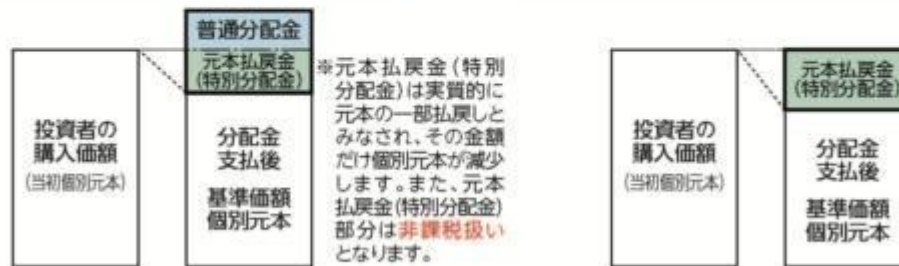 普通分配金
元本払戻金
(特別分配金)
投資者の
購入価額
(当初個別元本)
分配金
支払後
基準価額
個別元本
※元本払戻金(特別
分配金)は実質的に
元本の一部払戻しと
みなされ、その金額
だけ個別元本が減少
します。また、元本
払戻金(特別分配金)
部分は非課税扱い
となります。
投資者の
購入価額
(当初個別元本)
元本払戻金
(特別分配金)
分配金
支払後
基準価額
個別元本